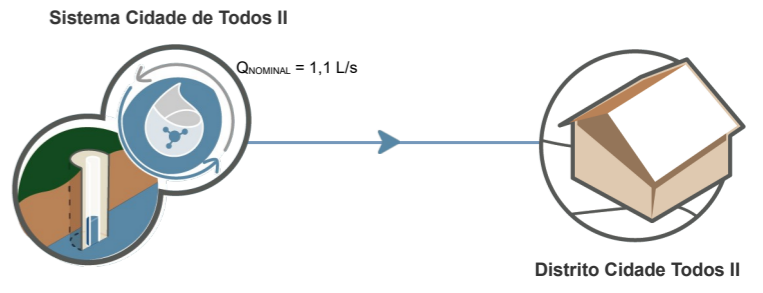 Sistema Cidade de Todos II
QNOMINAL = 1,1 L/s
Distrito Cidade Todos II